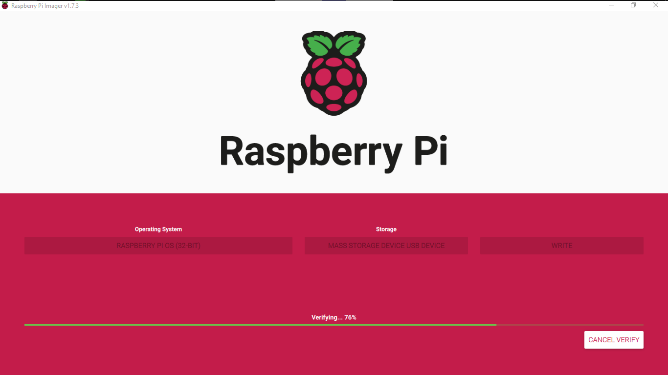 Raspberry Pi Imager v1.7.3
Raspberry Pi
Operating System
Storage
RASPBERRY PI OS (32-BIT)
MASS STORAGE DEVICE USB DEVICE
WRITE
Verifying... 76%
CANCEL VERIFY